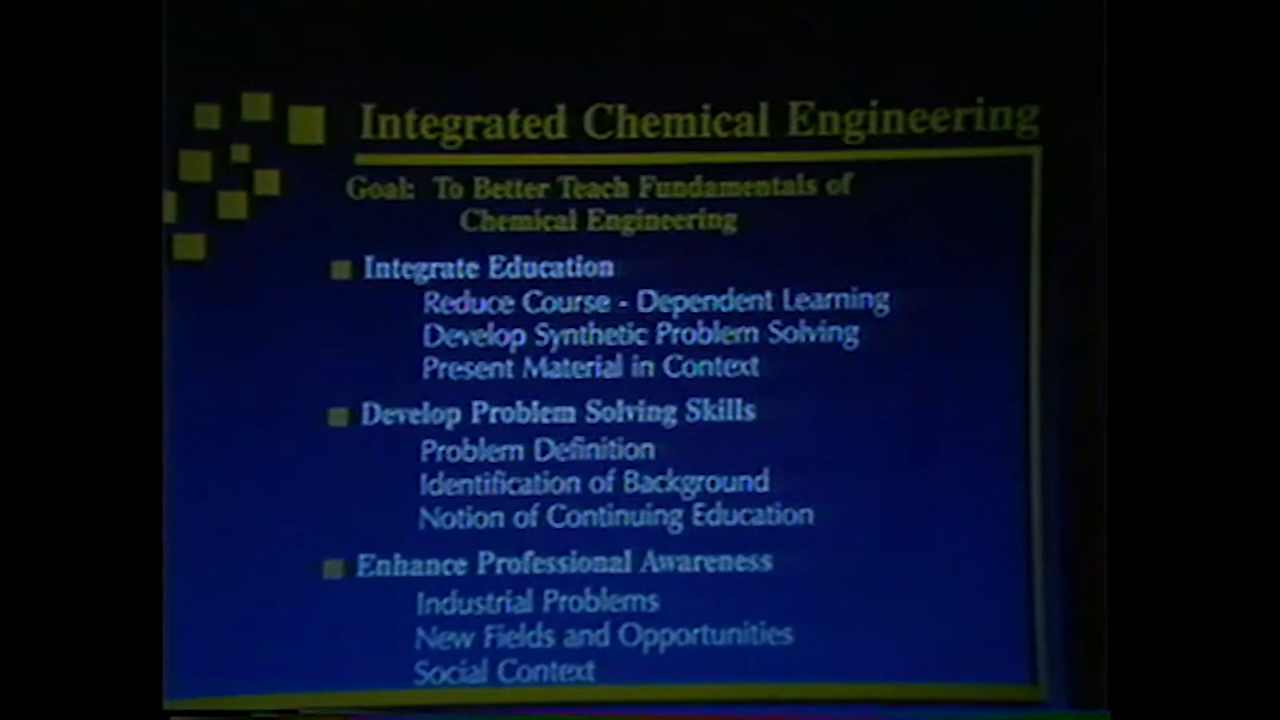 Integrated Chemical Engineering
Goal: To Better Teach Fundamentals of
Chemical Engineering
Integrate Education
Reduce Course - Dependent Learning
Develop Synthetic Problem Solving
Present Material in Context
Develop Problem Solving Skills
Problem Definition
Identification of Background
Notion of Continuing Education
Enhance Professional Awareness
Industrial Problems
New Fields and Opportunities
Social Context